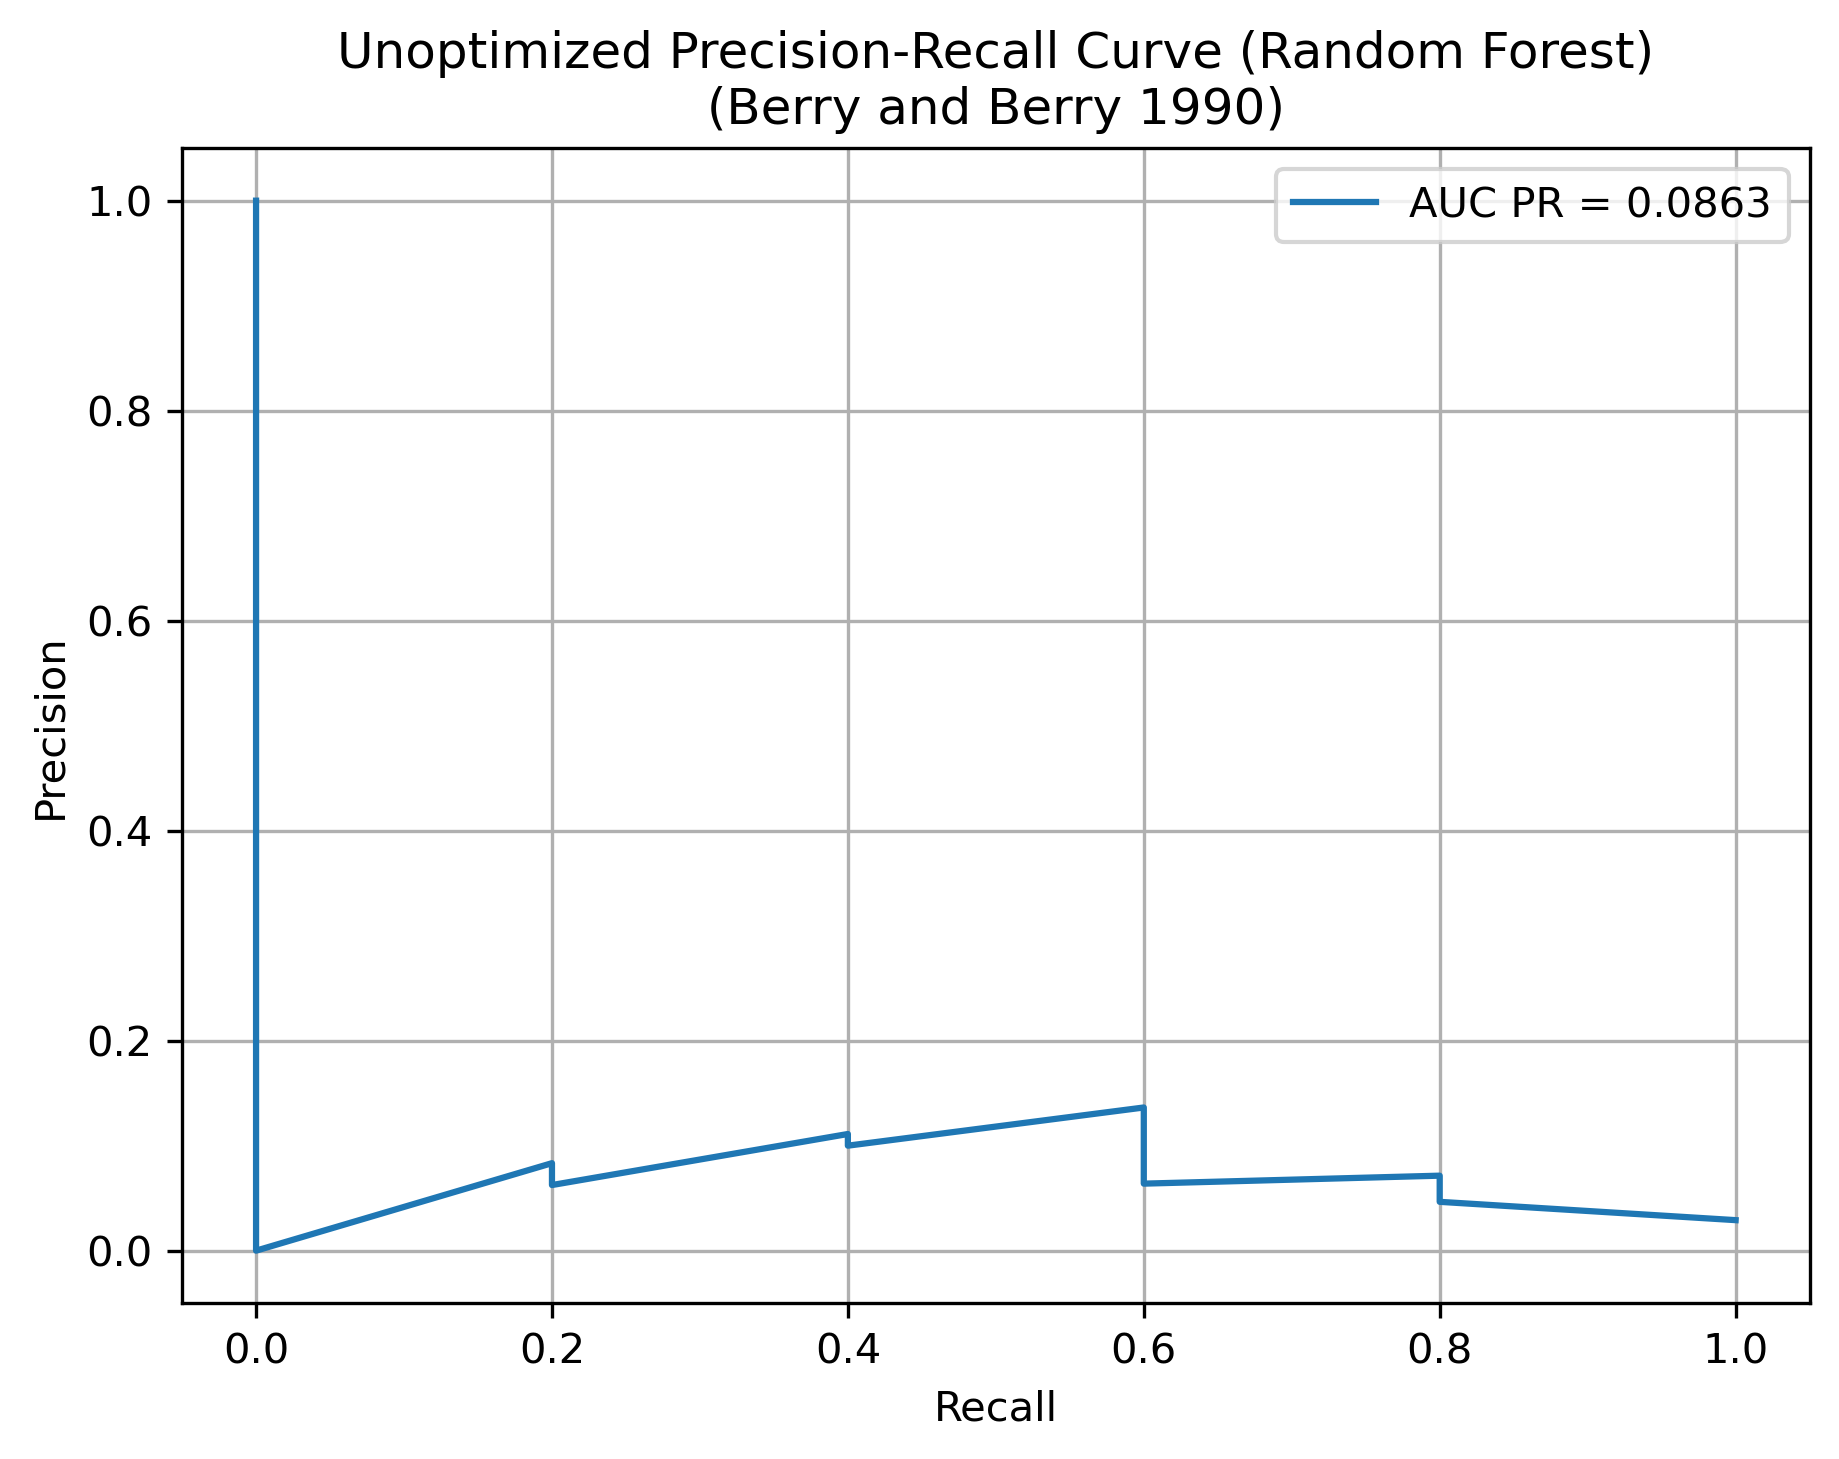 Unoptimized Precision-Recall Curve (Random Forest)
(Berry and Berry 1990)
AUC PR = 0.0863
1.0
0.8
0.6
0.4
0.2
0.0
Precision
0.0 0.2 0.4 0.6 0.8 1.0
Recall